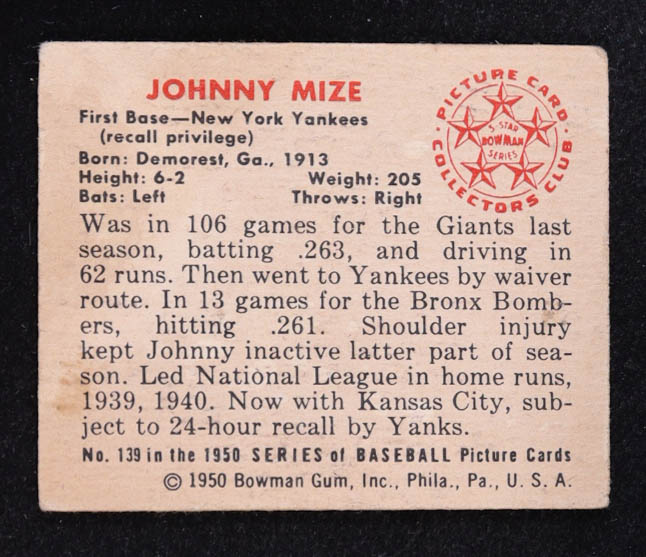 JOHNNY MIZE
First Base—New York Yankees
(recall privilege)
Born: Demorest, Ga., 1913
Height: 6-2 Weight: 205
Bats: Left Throws: Right
PICTURE CARD
COLLECTORS CLUB
5-STAR
BOWMAN
SERIES
Was in 106 games for the Giants last
season, batting .263, and driving in
62 runs. Then went to Yankees by waiver
route. In 13 games for the Bronx Bomb-
ers, hitting .261. Shoulder injury
kept Johnny inactive latter part of sea-
son. Led National League in home runs,
1939, 1940. Now with Kansas City, sub-
ject to 24-hour recall by Yanks.
No. 139 in the 1950 SERIES of BASEBALL Picture Cards
© 1950 Bowman Gum, Inc., Phila., Pa., U. S. A.